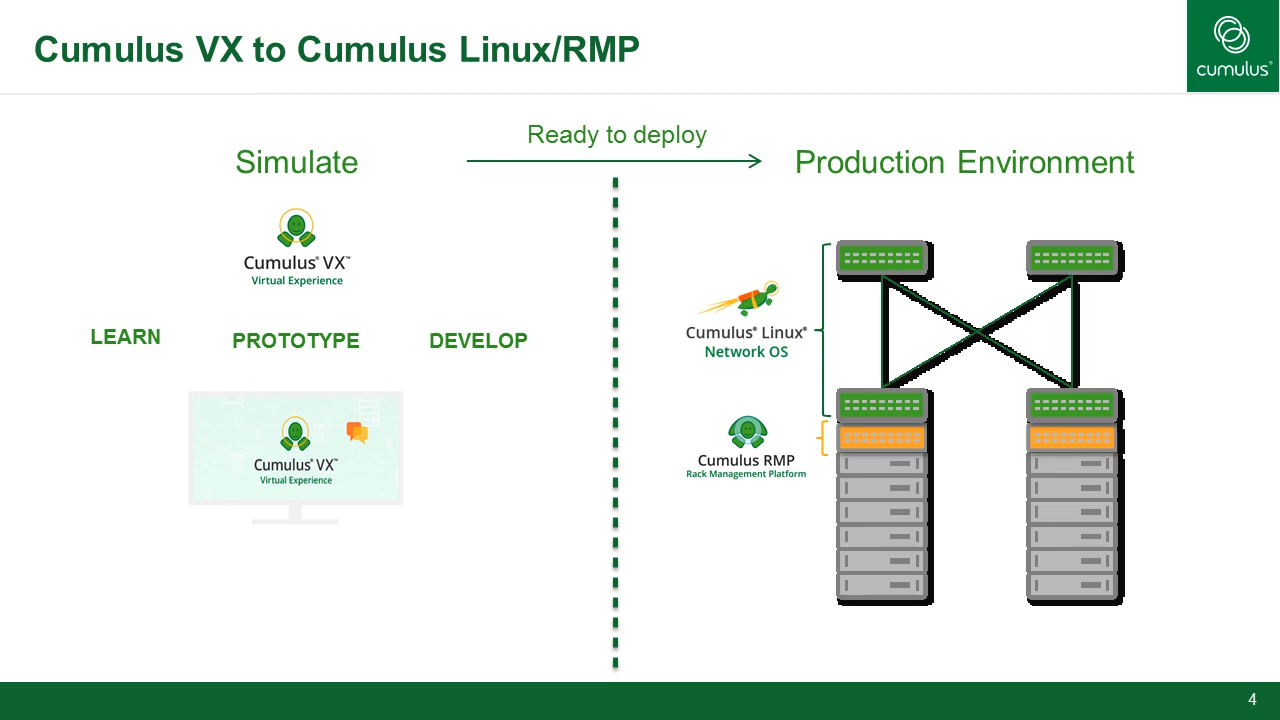 Cumulus VX to Cumulus Linux/RMP
cumulus®
Simulate
Ready to deploy
Production Environment
Cumulus® VX™
Virtual Experience
LEARN
PROTOTYPE
DEVELOP
Cumulus® VX™
Virtual Experience
Cumulus® Linux®
Network OS
Cumulus RMP
Rack Management Platform
4